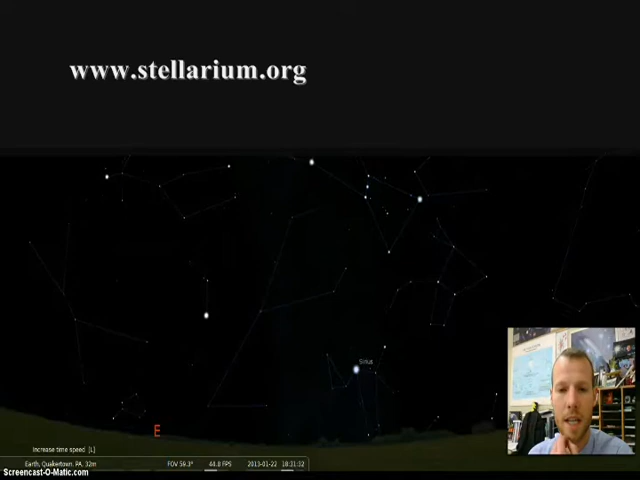 www.stellarium.org
Sirius
E
Increase time speed [L]
Earth, Quakertown, PA, 32m FOV 59.3° 44.0 FPS 2013-01-22 18:31:32
Screencast-O-Matic.com